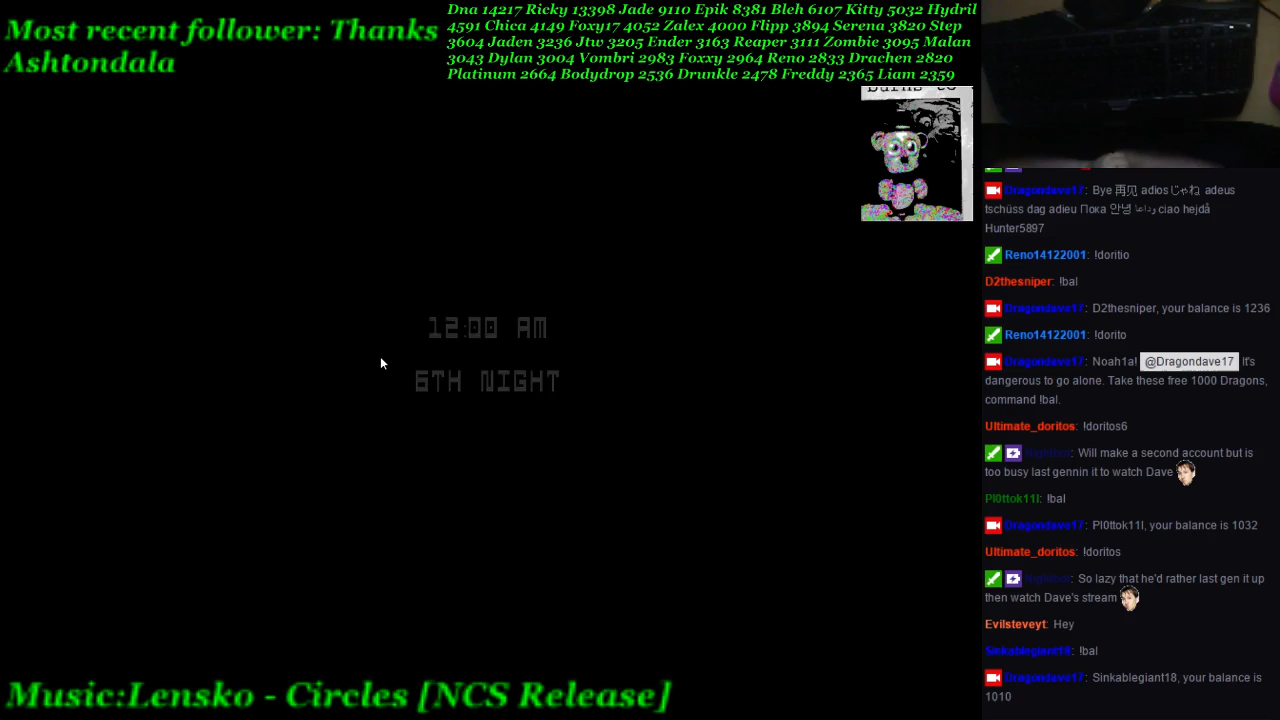 Most recent follower: Thanks
Ashtondala
Dna 14217 Ricky 13398 Jade 9110 Epik 8381 Bleh 6107 Kitty 5032 Hydril
4591 Chica 4149 Foxy17 4052 Zalex 4000 Flipp 3894 Serena 3820 Step
3604 Jaden 3236 Jtw 3205 Ender 3163 Reaper 3111 Zombie 3095 Malan
3043 Dylan 3004 Vombri 2983 Foxxy 2964 Reno 2833 Drachen 2820
Platinum 2664 Bodydrop 2536 Drunkle 2478 Freddy 2365 Liam 2359
12:00 AM
6TH NIGHT
Music:Lensko - Circles [NCS Release]
Dragondave17: Bye 再见 adios じゃね adeus
tschüss dag adieu Пока 안녕 وداعا ciao hejdå
Hunter5897
Reno14122001: !doritio
D2thesniper: !bal
Dragondave17: D2thesniper, your balance is 1236
Reno14122001: !dorito
Dragondave17: Noah1a! @Dragondave17 It's
dangerous to go alone. Take these free 1000 Dragons,
command !bal.
Ultimate_doritos: !doritos6
: Will make a second account but is
too busy last gennin it to watch Dave
Pl0ttok11l: !bal
Dragondave17: Pl0ttok11l, your balance is 1032
Ultimate_doritos: !doritos
: So lazy that he'd rather last gen it up
then watch Dave's stream
Evilsteveyt: Hey
Sinkablegiant18: !bal
Dragondave17: Sinkablegiant18, your balance is
1010